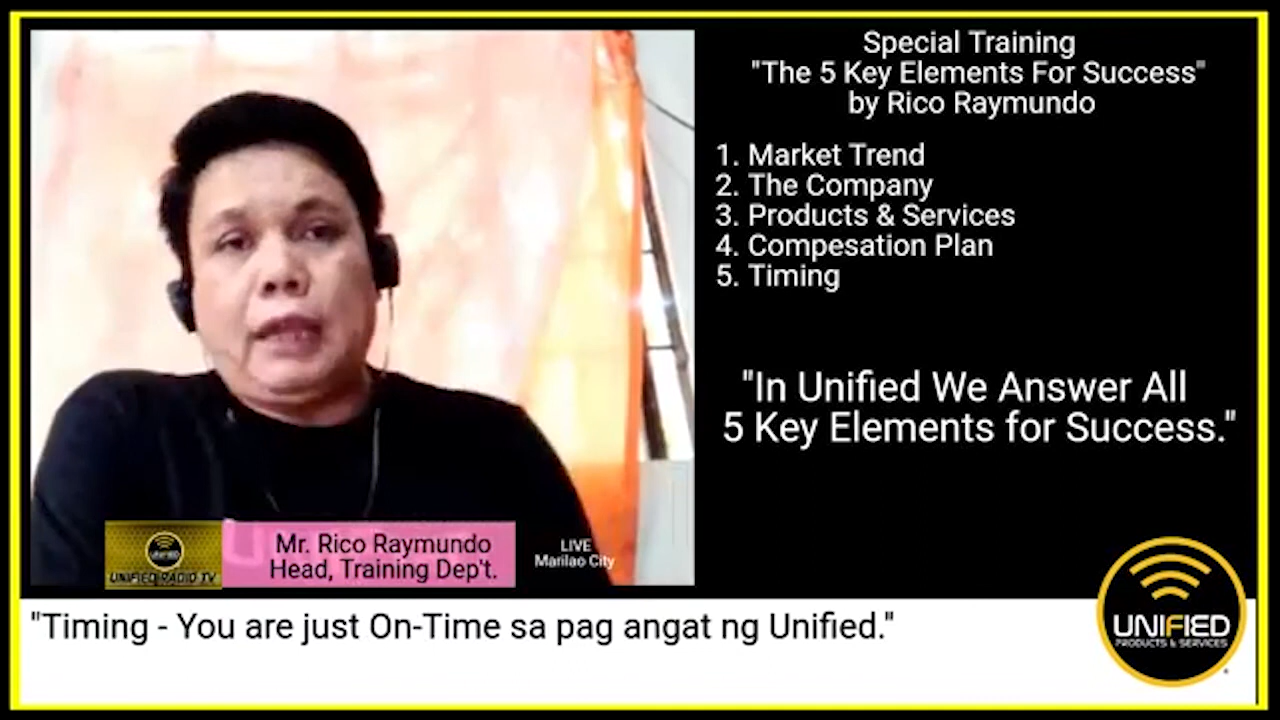 Special Training
"The 5 Key Elements For Success"
by Rico Raymundo
1. Market Trend
2. The Company
3. Products & Services
4. Compesation Plan
5. Timing
"In Unified We Answer All
5 Key Elements for Success."
UNIFIED
UNIFIED RADIO TV
Mr. Rico Raymundo
Head, Training Dep't.
LIVE
Marilao City
"Timing - You are just On-Time sa pag angat ng Unified."
UNIFIED
PRODUCTS & SERVICES